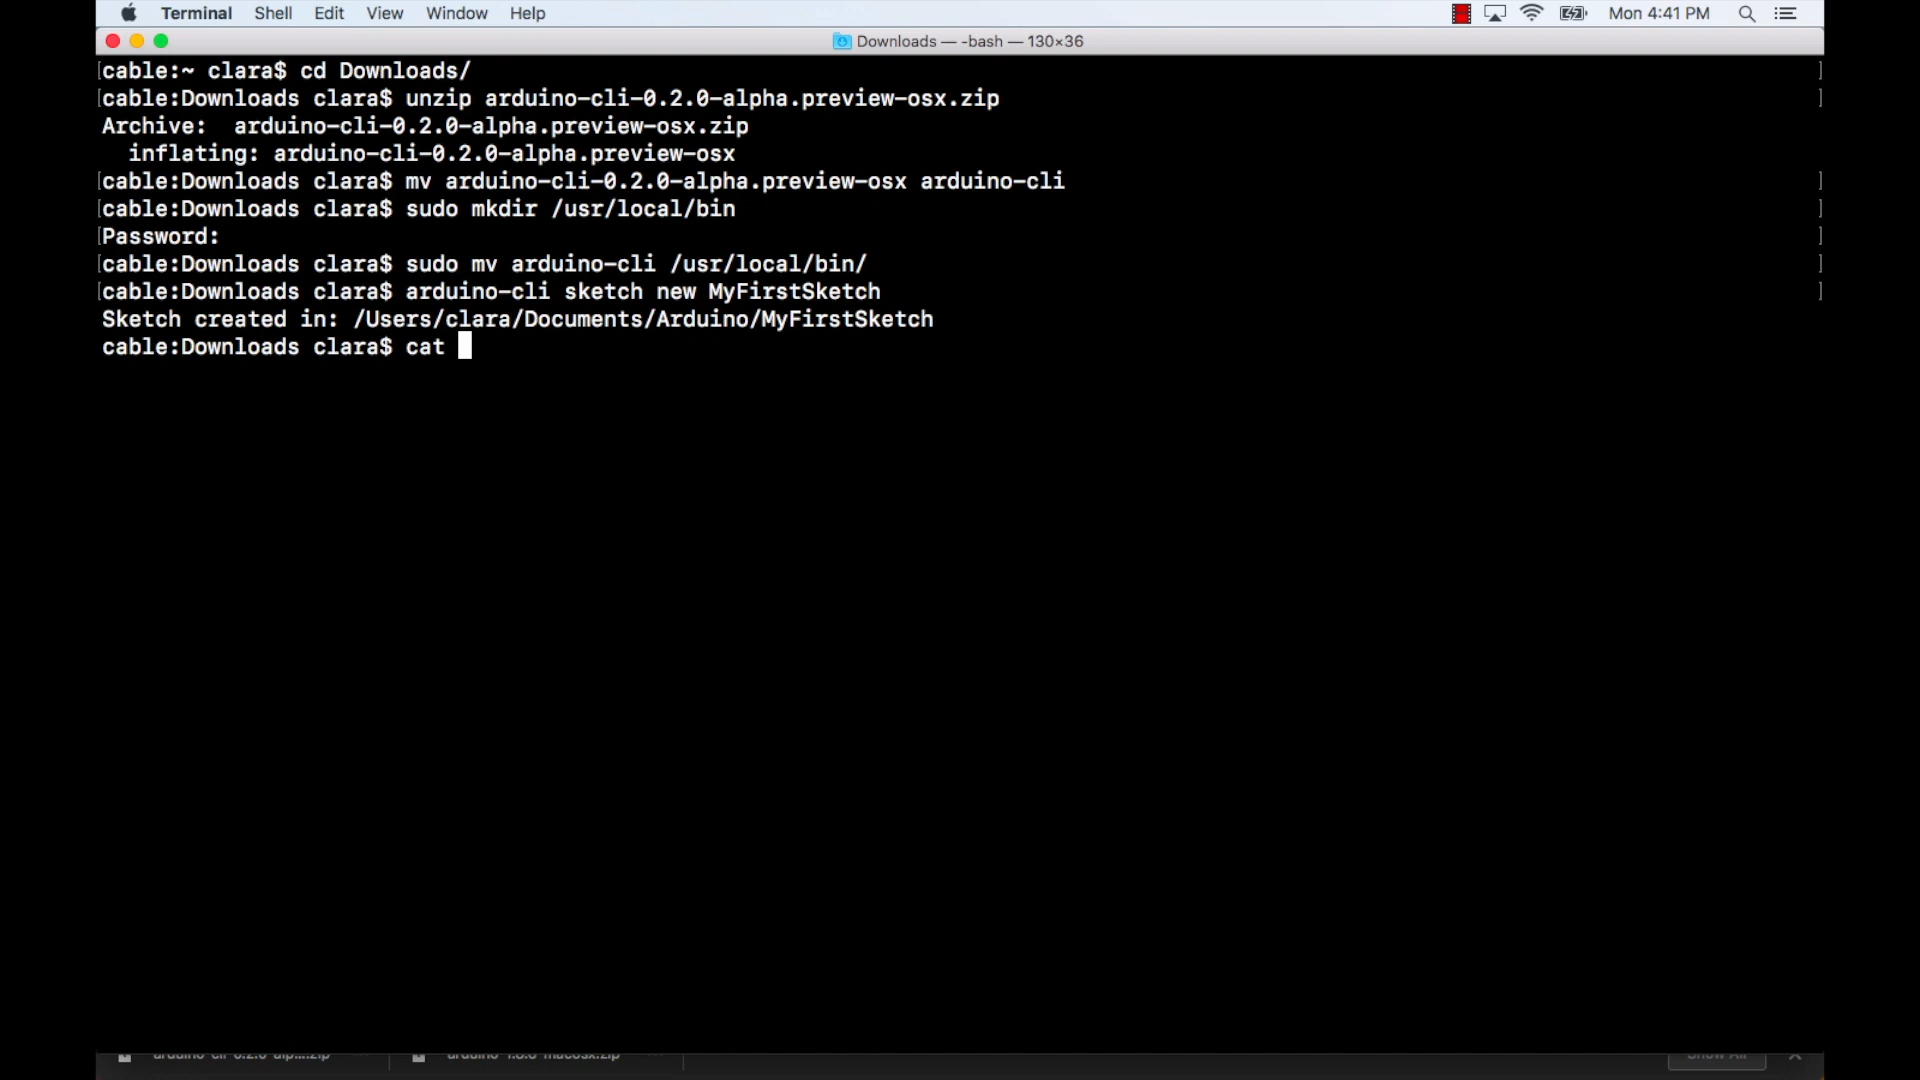 Terminal Shell Edit View Window Help Mon 4:41 PM
Downloads — -bash — 130×36
cable:~ clara$ cd Downloads/
cable:Downloads clara$ unzip arduino-cli-0.2.0-alpha.preview-osx.zip
Archive:  arduino-cli-0.2.0-alpha.preview-osx.zip
  inflating: arduino-cli-0.2.0-alpha.preview-osx
cable:Downloads clara$ mv arduino-cli-0.2.0-alpha.preview-osx arduino-cli
cable:Downloads clara$ sudo mkdir /usr/local/bin
Password:
cable:Downloads clara$ sudo mv arduino-cli /usr/local/bin/
cable:Downloads clara$ arduino-cli sketch new MyFirstSketch
Sketch created in: /Users/clara/Documents/Arduino/MyFirstSketch
cable:Downloads clara$ cat
Show All